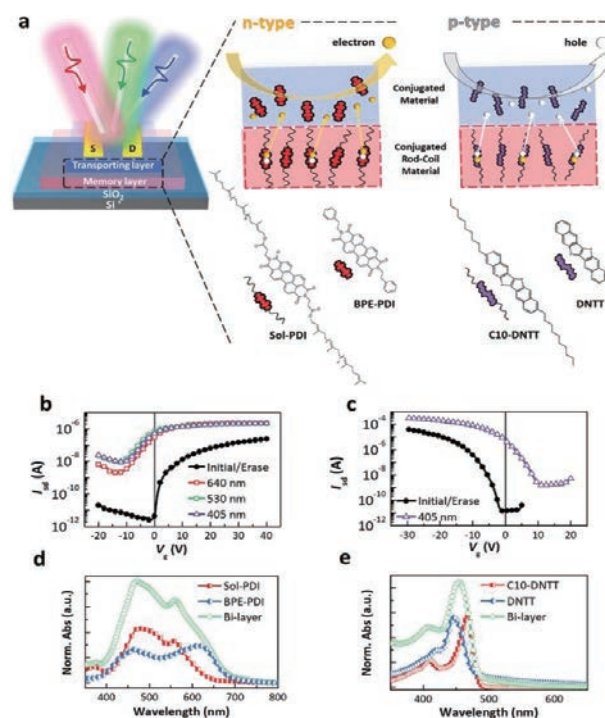 a
n-type
p-type
electron
hole
Conjugated
Material
Conjugated
Rod-Coil
Material
S
D
Transporting layer
Memory layer
SiO2
Si
BPE-PDI
Sol-PDI
DNTT
C10-DNTT
b
10-6
10-8
10-10
10-12
Isd (A)
Initial/Erase
640 nm
530 nm
405 nm
-20 -10 0 10 20 30 40
Vg (V)
c
10-4
10-6
10-8
10-10
10-12
Isd (A)
Initial/Erase
405 nm
-30 -20 -10 0 10 20
Vg (V)
d
Norm. Abs (a.u.)
Sol-PDI
BPE-PDI
Bi-layer
400 500 600 700 800
Wavelength (nm)
e
Norm. Abs (a.u.)
C10-DNTT
DNTT
Bi-layer
400 500 600
Wavelength (nm)